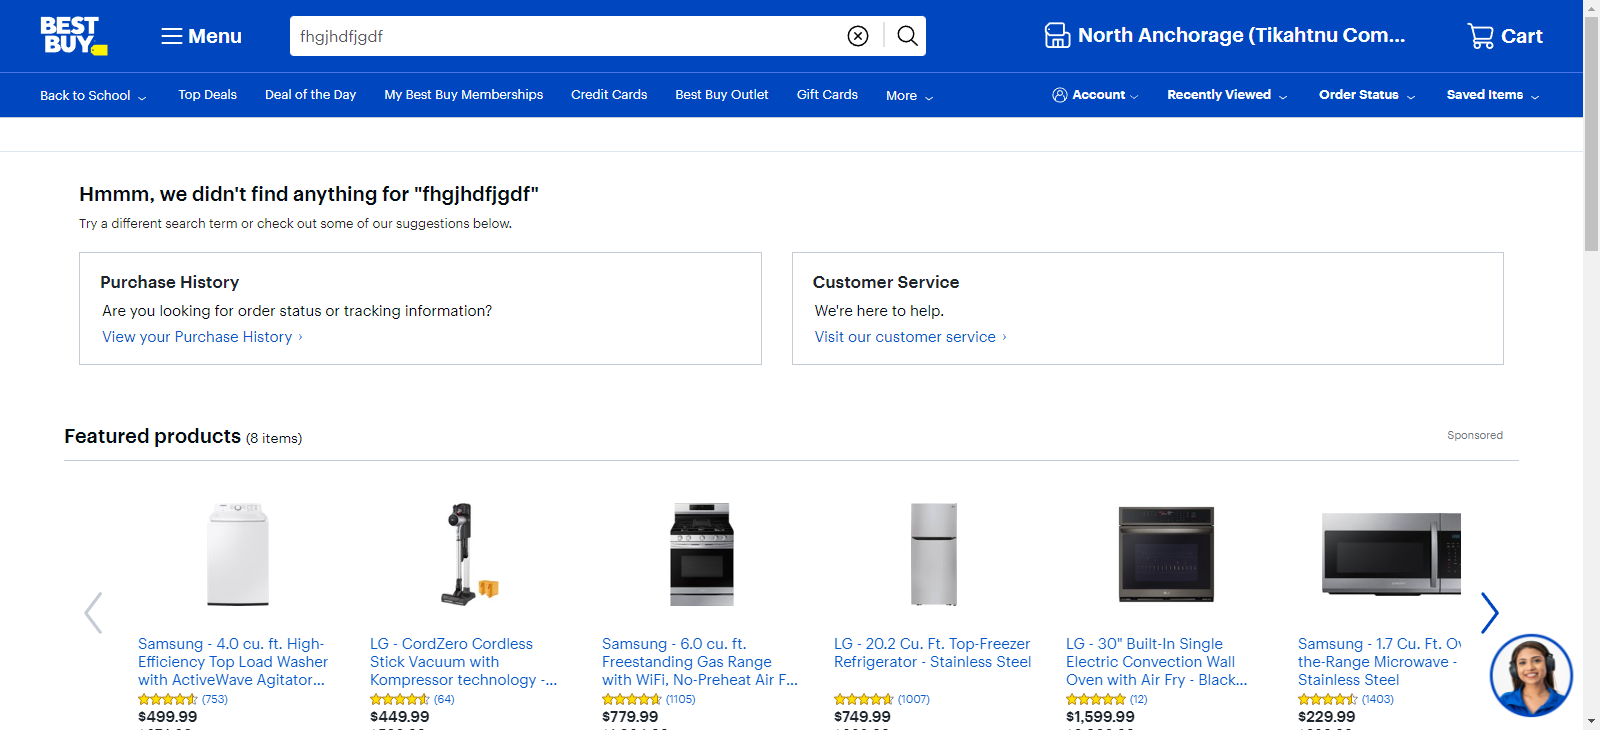 BEST
BUY
Menu
fhgjhdfjgdf
North Anchorage (Tikahtnu Com...
Cart
Back to School
Top Deals
Deal of the Day
My Best Buy Memberships
Credit Cards
Best Buy Outlet
Gift Cards
More
Account
Recently Viewed
Order Status
Saved Items
Hmmm, we didn't find anything for "fhgjhdfjgdf"
Try a different search term or check out some of our suggestions below.
Purchase History
Are you looking for order status or tracking information?
View your Purchase History
Customer Service
We're here to help.
Visit our customer service
Featured products (8 items)
Sponsored
Samsung - 4.0 cu. ft. High-
Efficiency Top Load Washer
with ActiveWave Agitator...
(753)
$499.99
LG - CordZero Cordless
Stick Vacuum with
Kompressor technology -...
(64)
$449.99
Samsung - 6.0 cu. ft.
Freestanding Gas Range
with WiFi, No-Preheat Air F...
(1105)
$779.99
LG - 20.2 Cu. Ft. Top-Freezer
Refrigerator - Stainless Steel
(1007)
$749.99
LG - 30" Built-In Single
Electric Convection Wall
Oven with Air Fry - Black...
(12)
$1,599.99
Samsung - 1.7 Cu. Ft. Ov
the-Range Microwave -
Stainless Steel
(1403)
$229.99